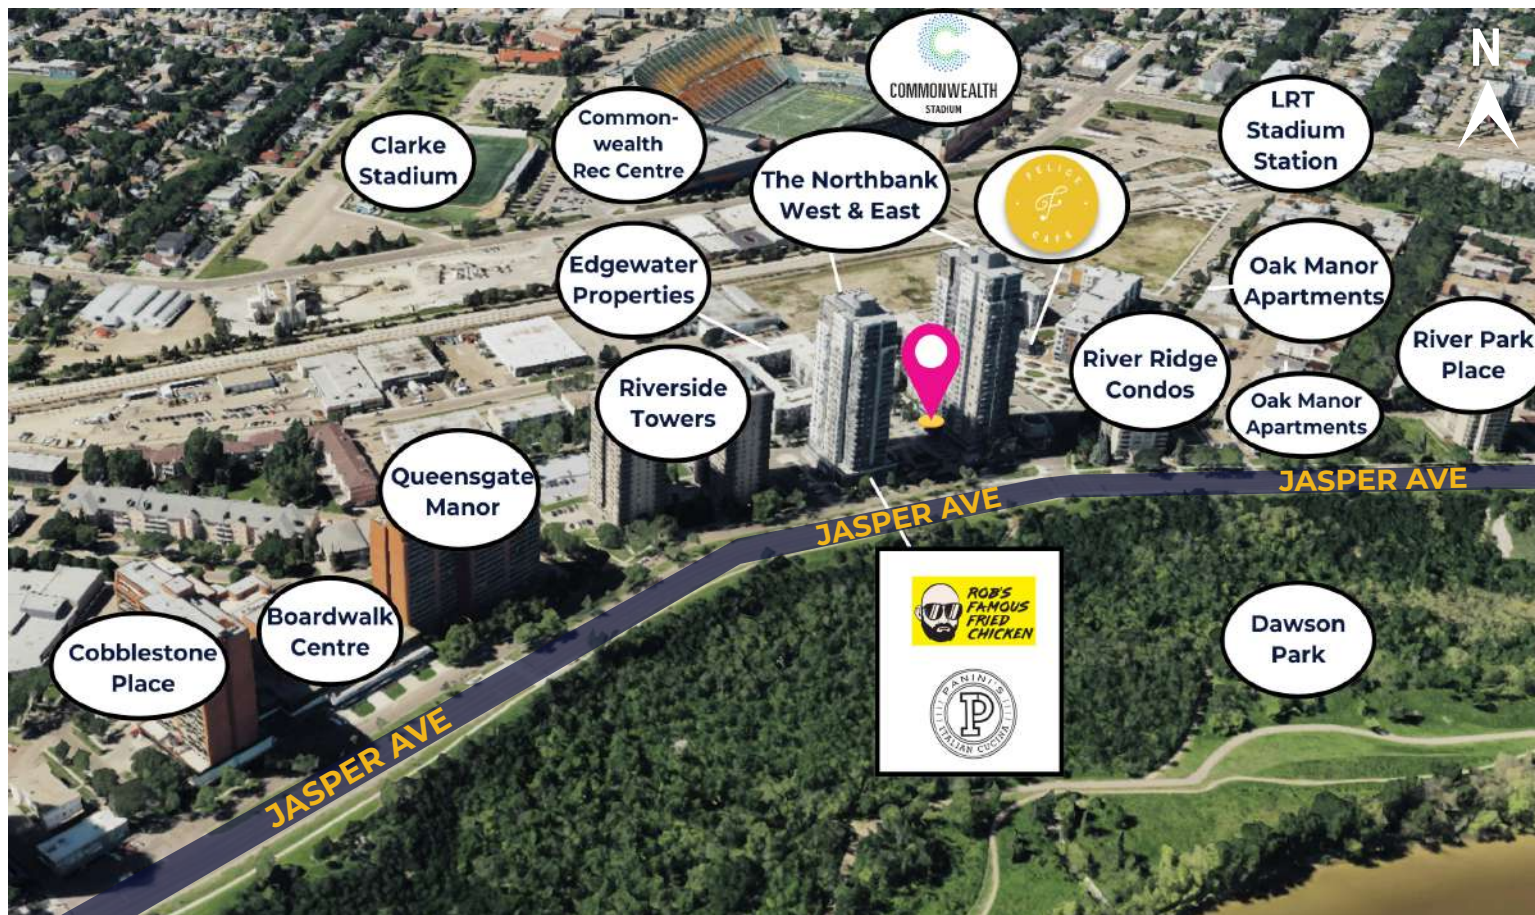 N
COMMONWEALTH
STADIUM
Common-
wealth
Rec Centre
LRT
Stadium
Station
Clarke
Stadium
The Northbank
West & East
FELICE
F
CAFE
Edgewater
Properties
Oak Manor
Apartments
River Park
Place
River Ridge
Condos
Riverside
Towers
Oak Manor
Apartments
Queensgate
Manor
JASPER AVE
JASPER AVE
ROB'S
FAMOUS
FRIED
CHICKEN
PANINI'S
P
ITALIAN CUCINA
Dawson
Park
Boardwalk
Centre
Cobblestone
Place
JASPER AVE